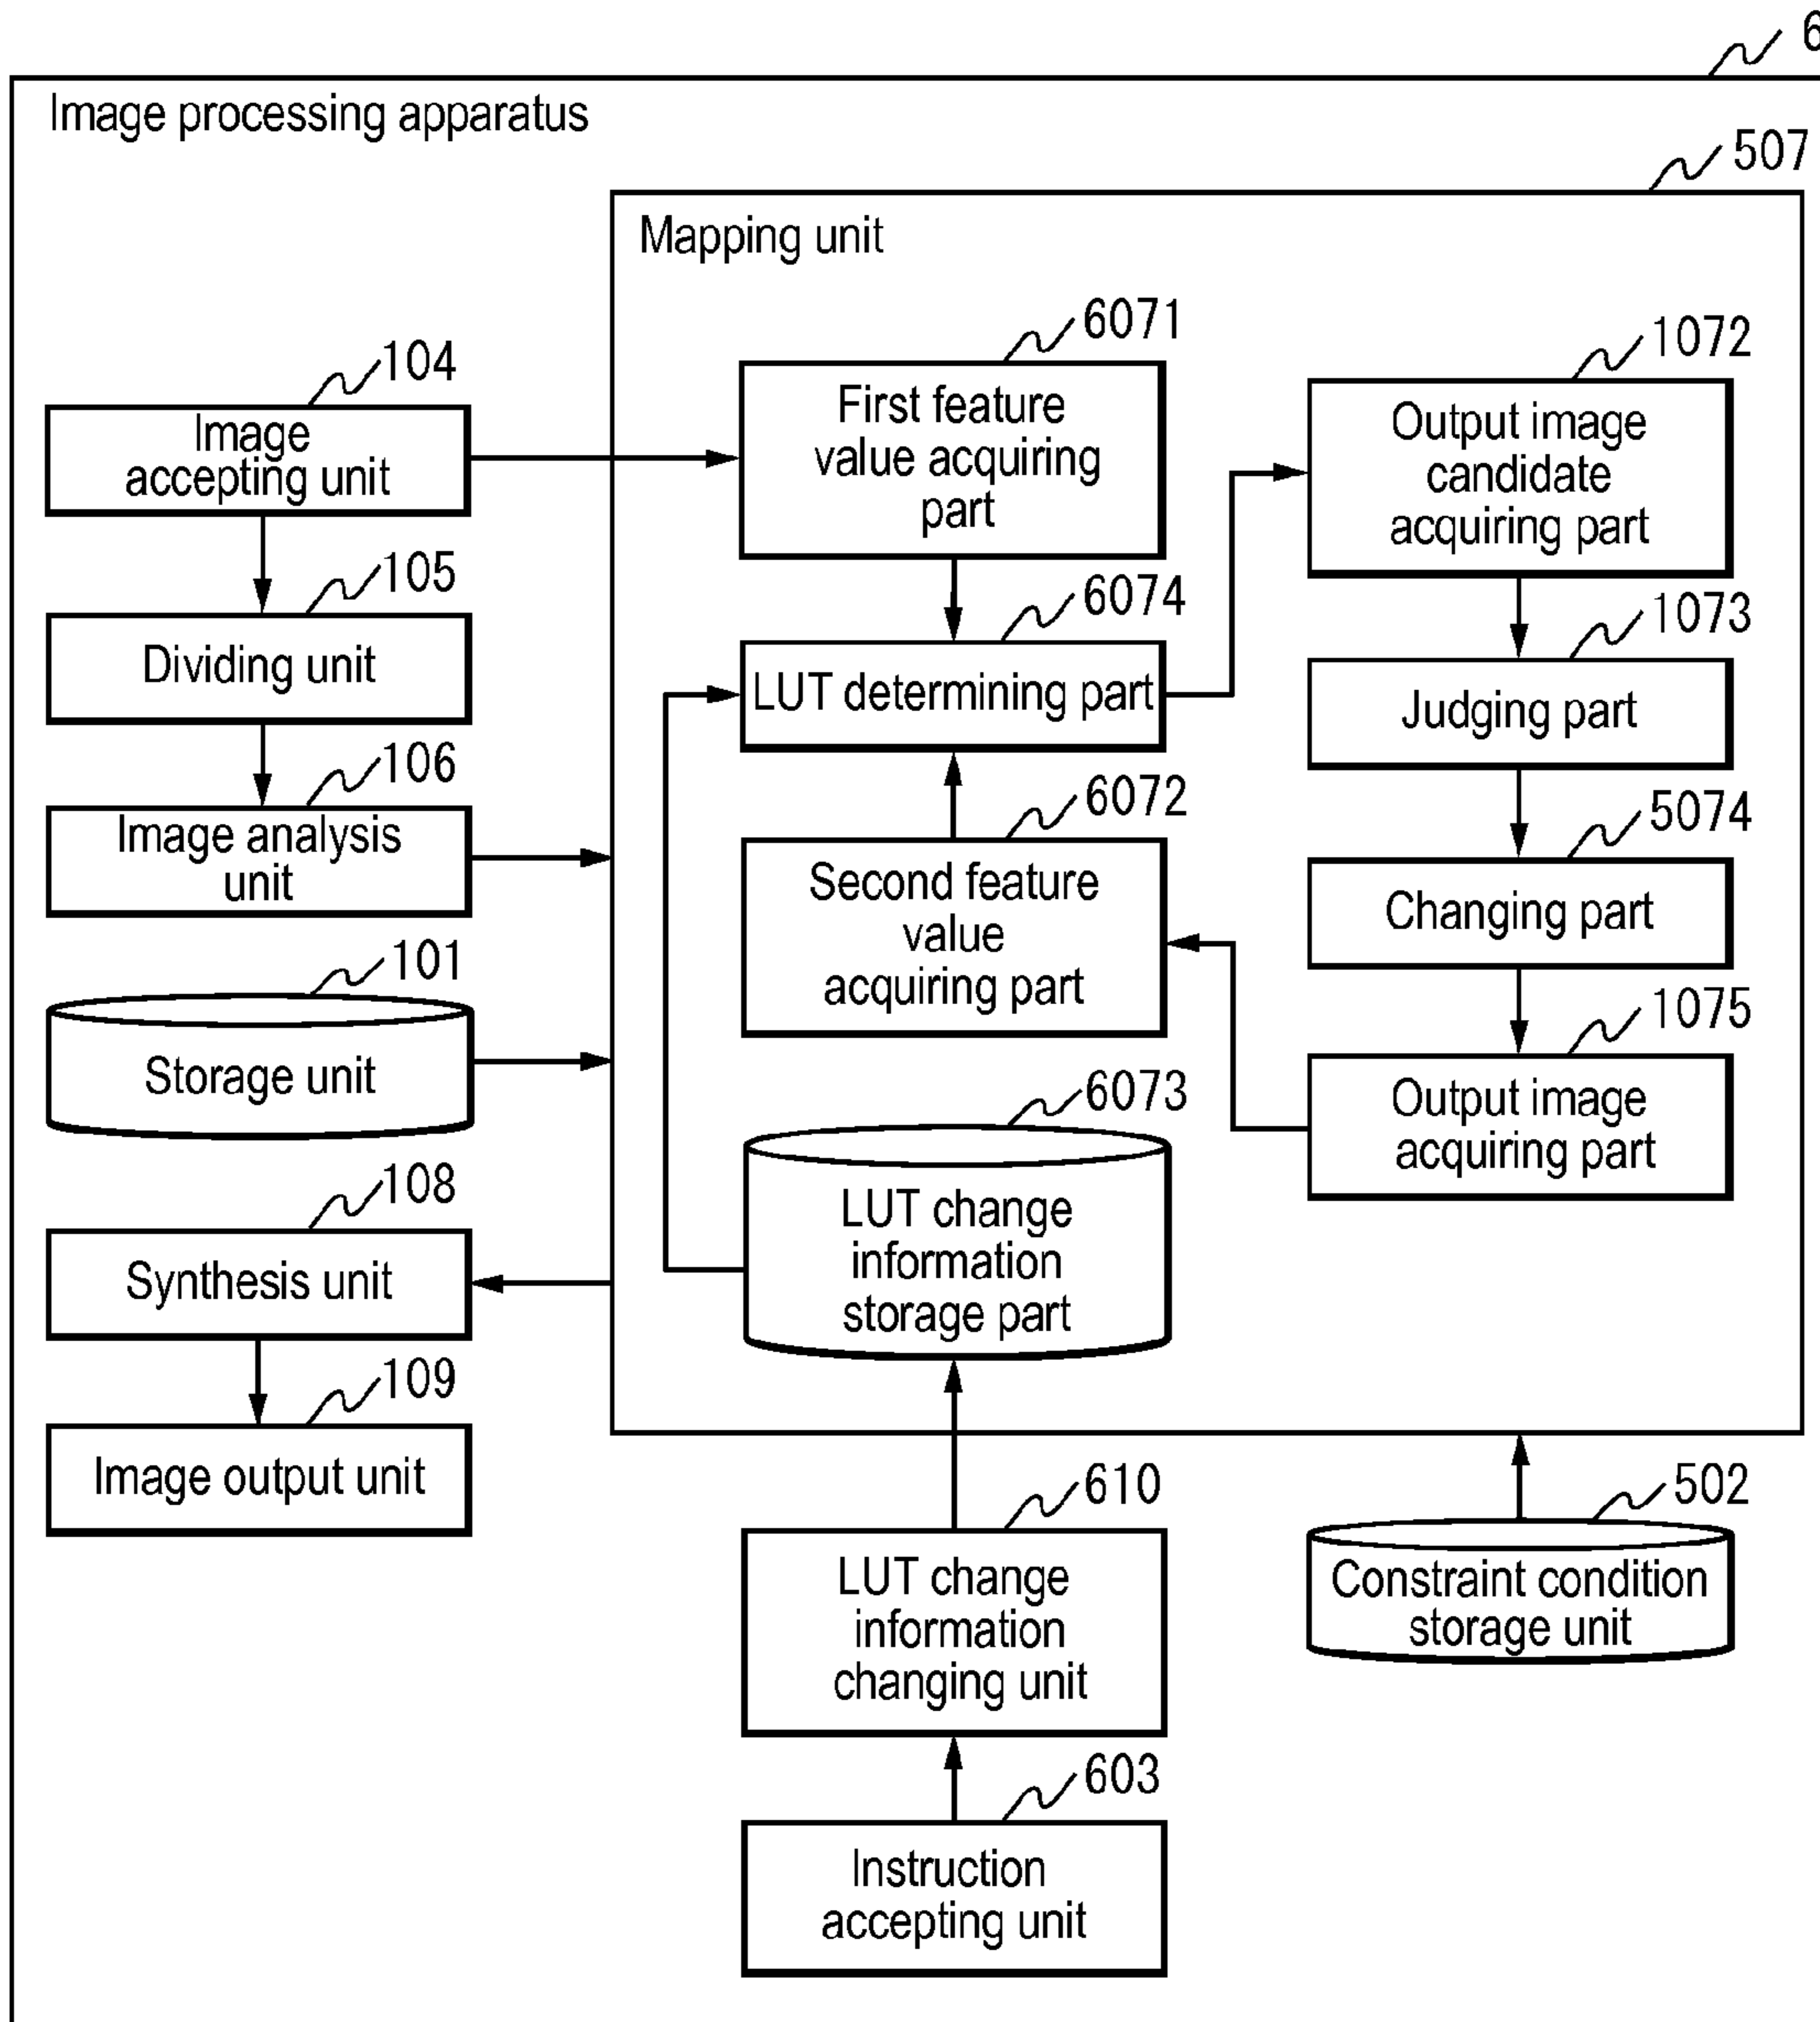 6
Image processing apparatus
507
Mapping unit
6071
First feature
value acquiring
part
1072
Output image
candidate
acquiring part
104
Image
accepting unit
105
Dividing unit
6074
LUT determining part
1073
Judging part
106
Image analysis
unit
6072
Second feature
value
acquiring part
5074
Changing part
101
Storage unit
1075
Output image
acquiring part
6073
LUT change
information
storage part
108
Synthesis unit
109
Image output unit
610
LUT change
information
changing unit
502
Constraint condition
storage unit
603
Instruction
accepting unit